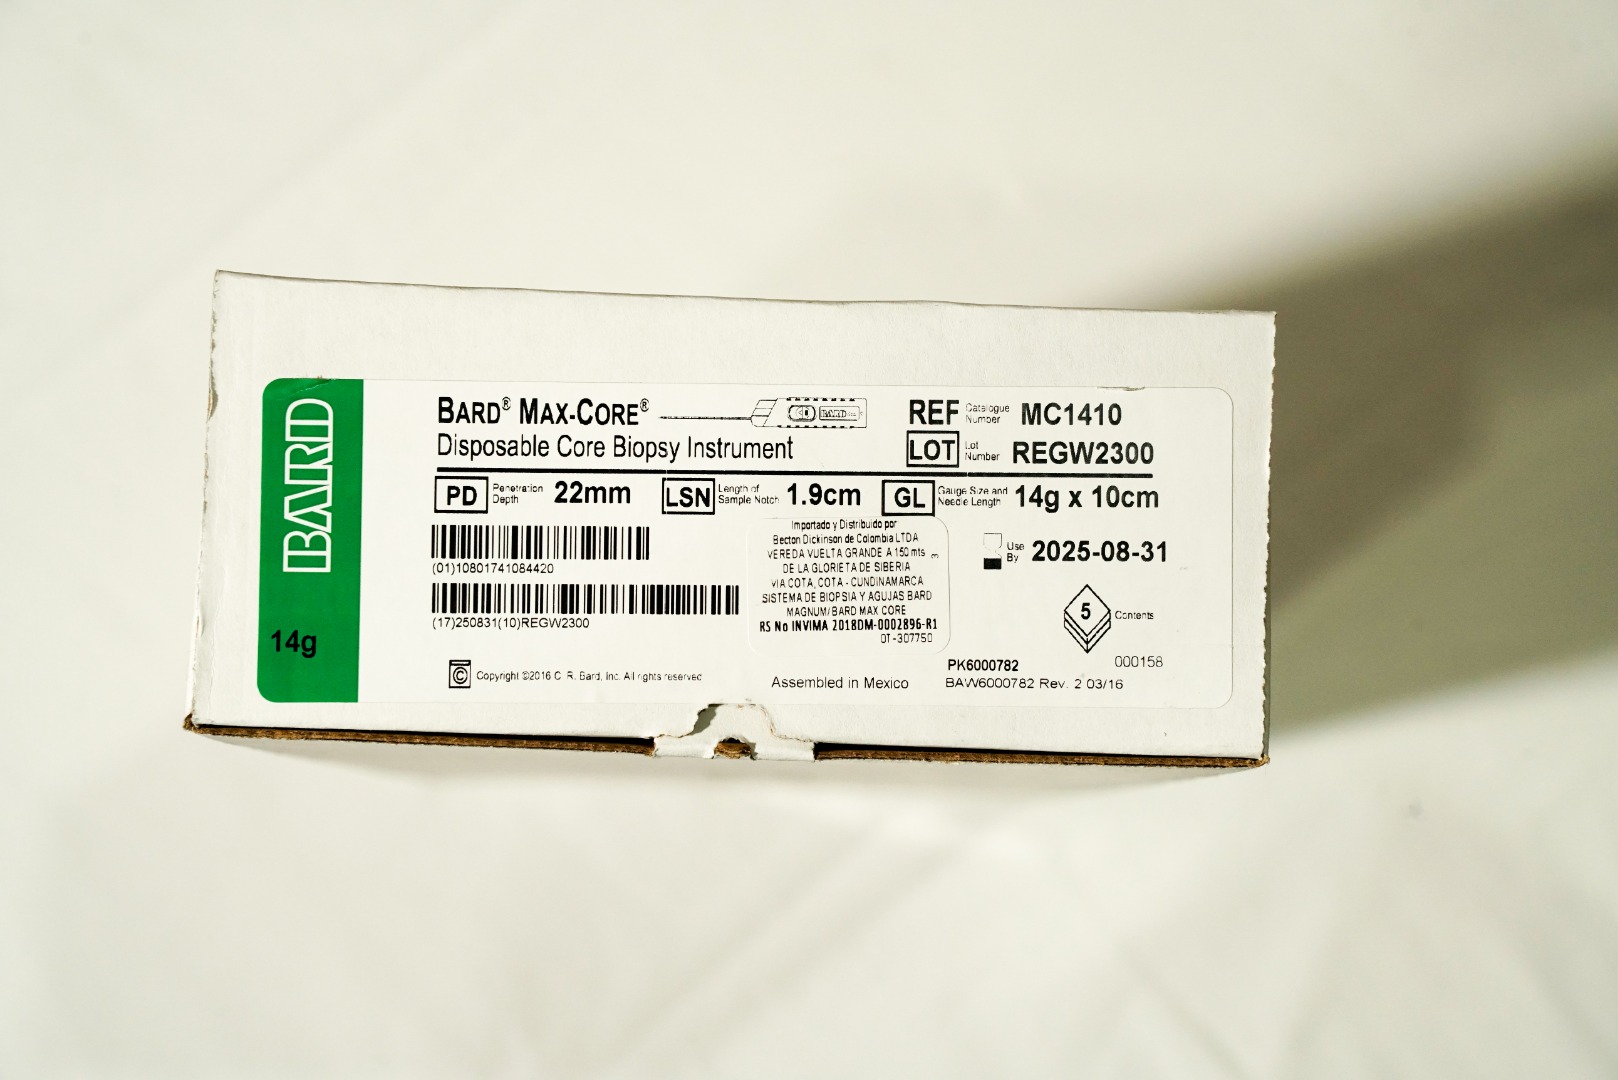 BARD
14g
BARD® MAX-CORE®
Disposable Core Biopsy Instrument
BARD
REF Catalogue Number MC1410
LOT Lot Number REGW2300
PD Penetration Depth 22mm
LSN Length of Sample Notch 1.9cm
GL Gauge Size and Needle Length 14g x 10cm
(01)10801741084420
(17)250831(10)REGW2300
Importado y Distribuido por
Becton Dickinson de Colombia LTDA
VEREDA VUELTA GRANDE A 150 mts
DE LA GLORIETA DE SIBERIA
VIA COTA, COTA - CUNDINAMARCA
SISTEMA DE BIOPSIA Y AGUJAS BARD
MAGNUM/BARD MAX CORE
RS No INVIMA 2018DM-0002896-R1
DT-307750
Use By 2025-08-31
5 Contents
000158
PK6000782
BAW6000782 Rev. 2 03/16
Copyright ©2016 C. R. Bard, Inc. All rights reserved
Assembled in Mexico